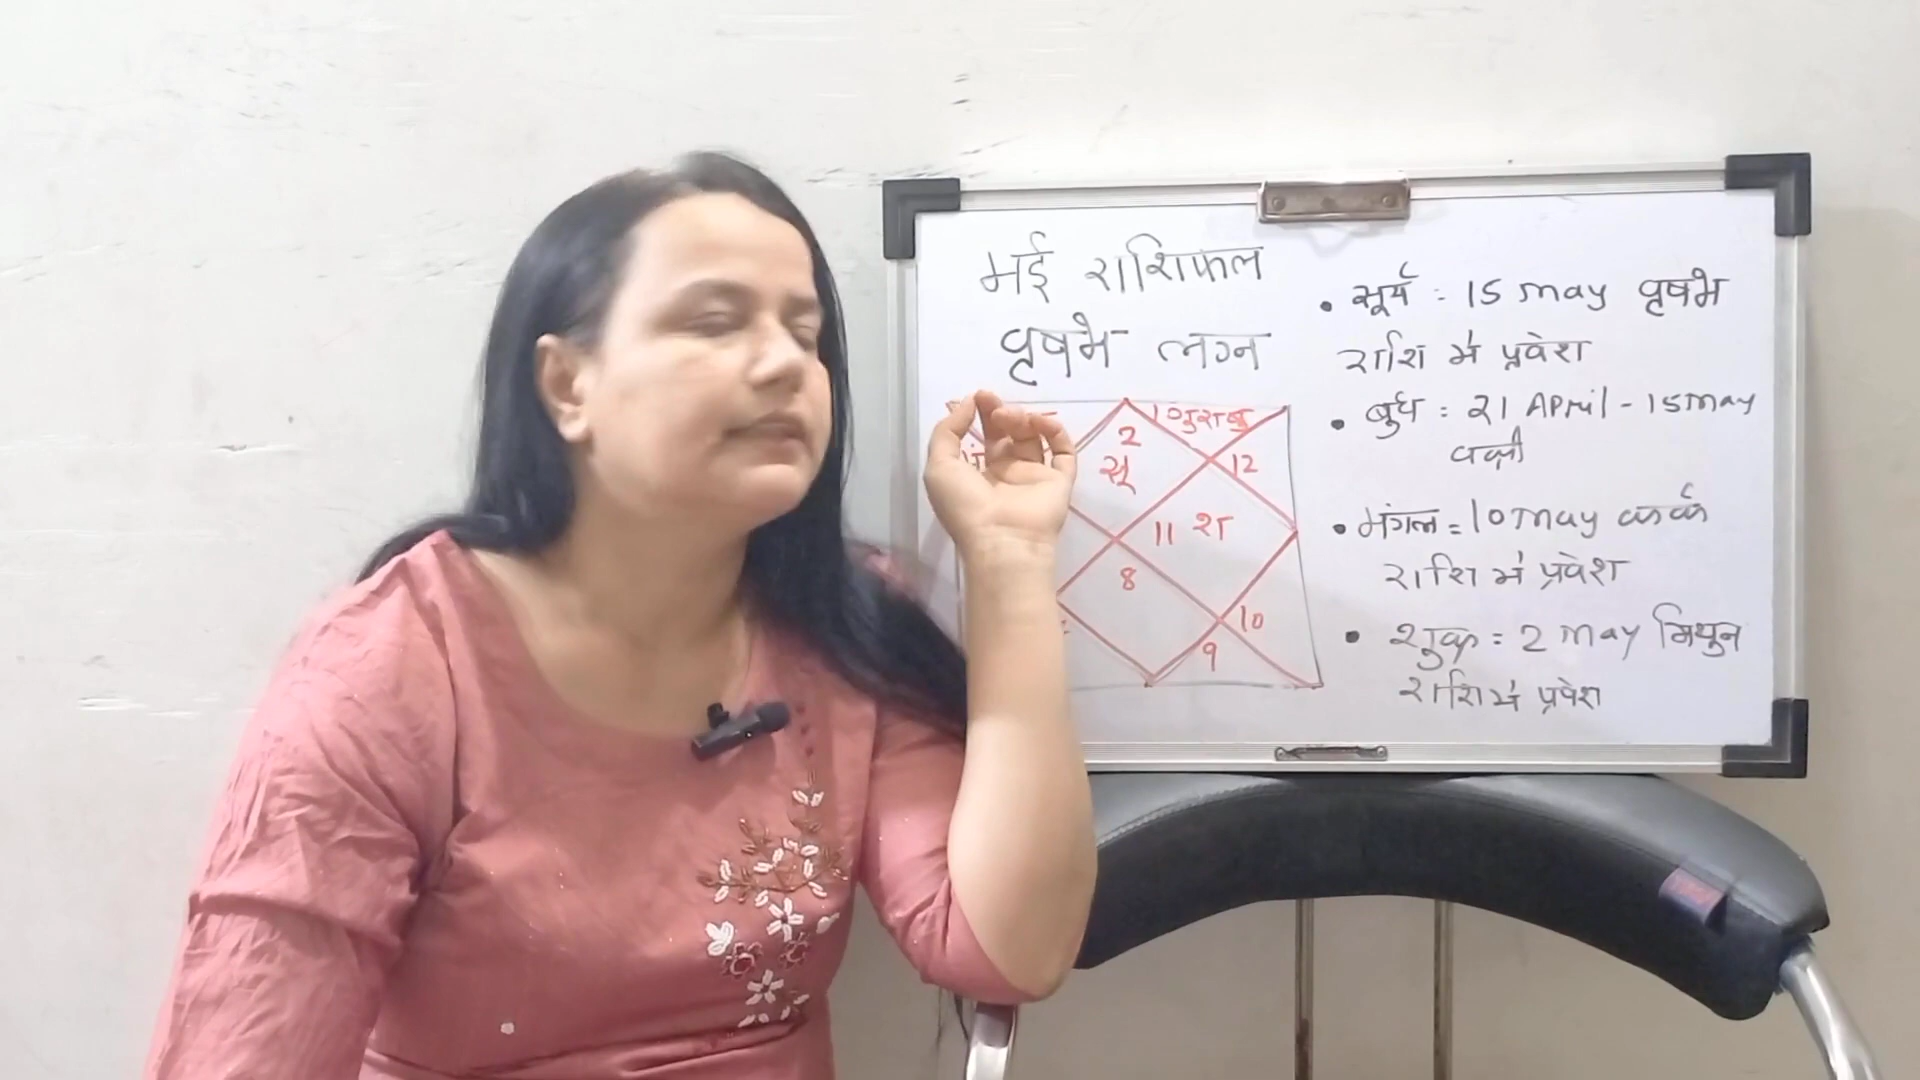 मई राशिफल
वृषभ लग्न
2
सू
12
11 श
8
10
9
• सूर्य : 15 may वृषभ
राशि में प्रवेश
• बुध : 21 APril - 15 may
वक्री
• मंगल = 10 may कर्क
राशि में प्रवेश
• शुक्र = 2 may मिथुन
राशि में प्रवेश